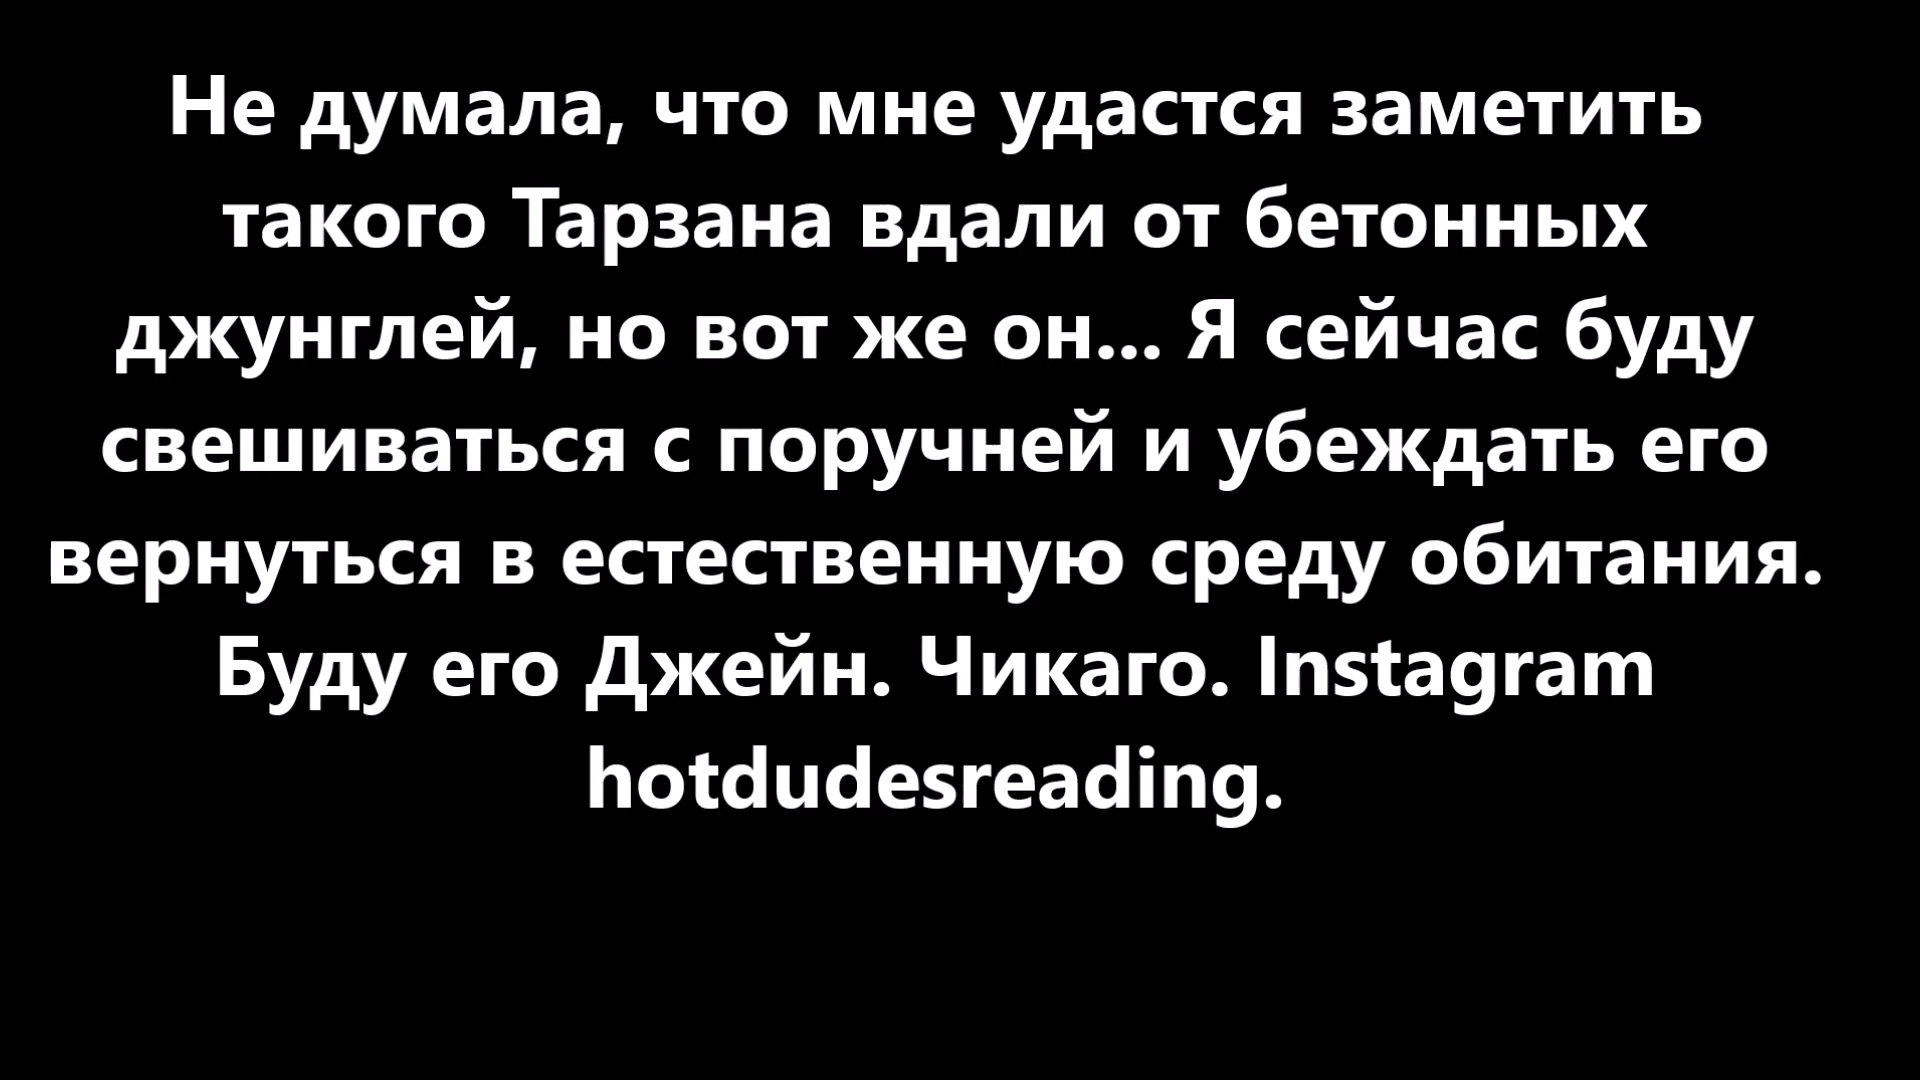 Не думала, что мне удастся заметить
такого Тарзана вдали от бетонных
джунглей, но вот же он... Я сейчас буду
свешиваться с поручней и убеждать его
вернуться в естественную среду обитания.
Буду его Джейн. Чикаго. Instagram
hotdudesreading.